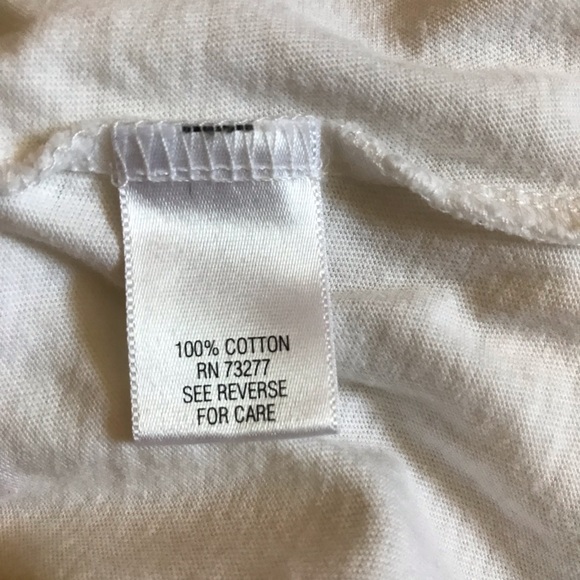 100% COTTON
RN 73277
SEE REVERSE
FOR CARE